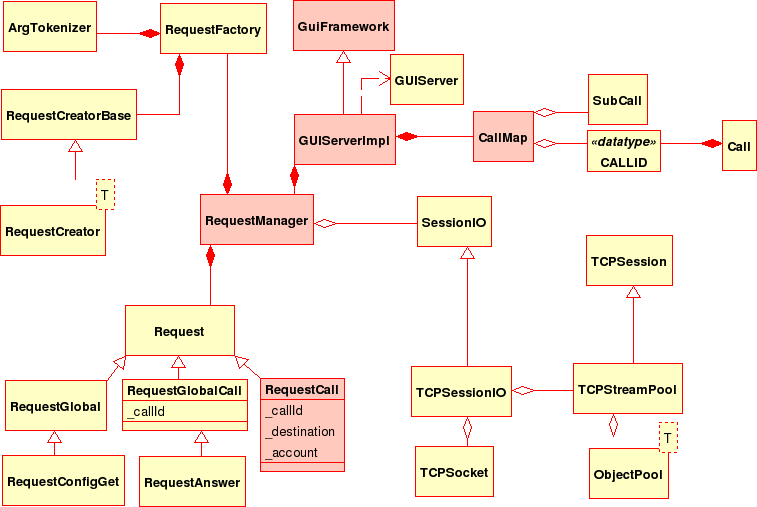 ArgTokenizer
RequestFactory
GuiFramework
GUIServer
RequestCreatorBase
SubCall
GUIServerImpl
CallMap
«datatype»
CALLID
Call
T
RequestCreator
RequestManager
SessionIO
TCPSession
Request
RequestGlobal
RequestGlobalCall
_callId
RequestCall
_callId
_destination
_account
TCPSessionIO
TCPStreamPool
T
RequestConfigGet
RequestAnswer
TCPSocket
ObjectPool